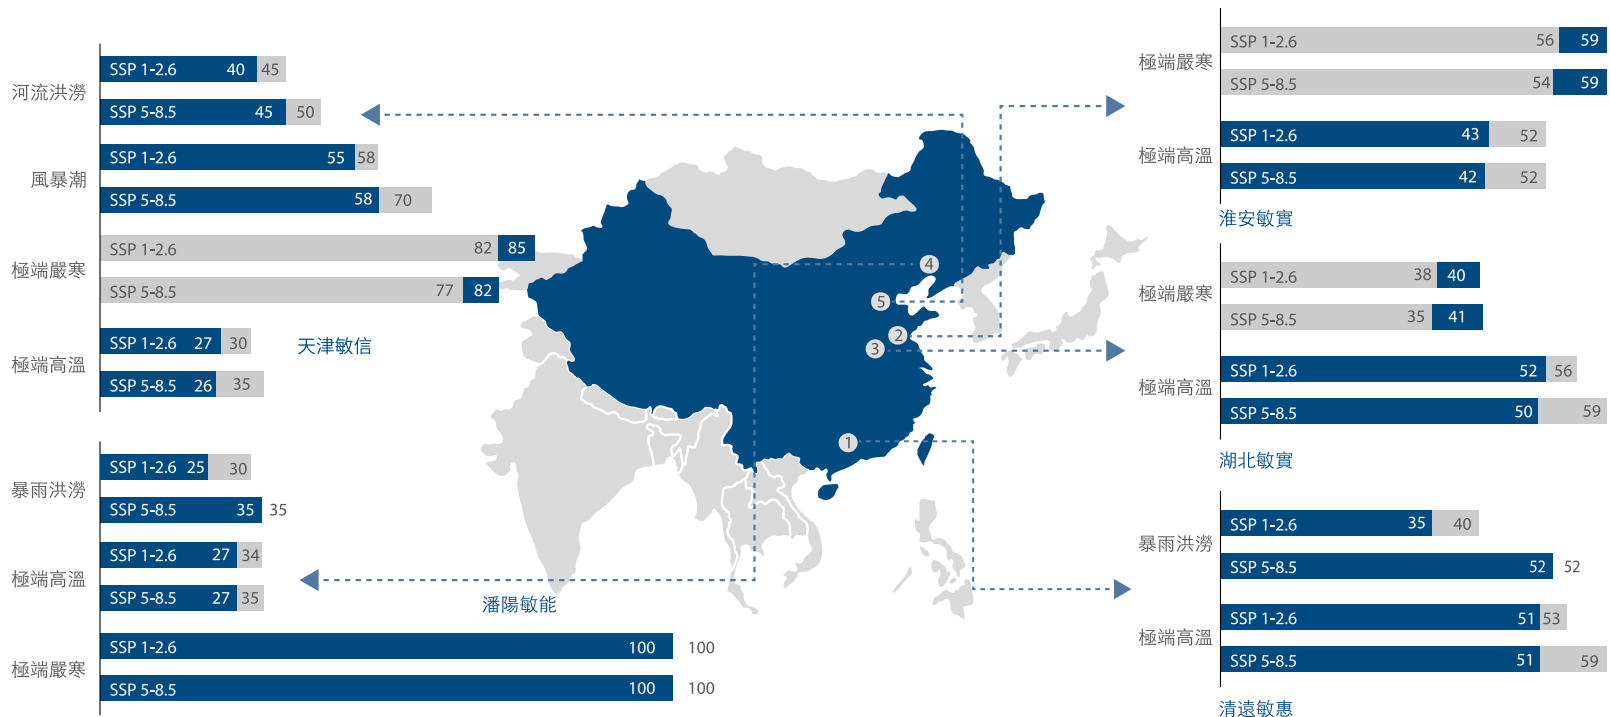 河流洪澇
SSP 1-2.6 40 45
SSP 5-8.5 45 50
風暴潮
SSP 1-2.6 55 58
SSP 5-8.5 58 70
極端嚴寒
SSP 1-2.6 82 85
SSP 5-8.5 77 82
極端高溫
SSP 1-2.6 27 30
SSP 5-8.5 26 35
天津敏信
暴雨洪澇
SSP 1-2.6 25 30
SSP 5-8.5 35 35
極端高溫
SSP 1-2.6 27 34
SSP 5-8.5 27 35
潘陽敏能
極端嚴寒
SSP 1-2.6 100 100
SSP 5-8.5 100 100
4
5
2
3
1
極端嚴寒
SSP 1-2.6 56 59
SSP 5-8.5 54 59
極端高溫
SSP 1-2.6 43 52
SSP 5-8.5 42 52
淮安敏實
極端嚴寒
SSP 1-2.6 38 40
SSP 5-8.5 35 41
極端高溫
SSP 1-2.6 52 56
SSP 5-8.5 50 59
湖北敏實
暴雨洪澇
SSP 1-2.6 35 40
SSP 5-8.5 52 52
極端高溫
SSP 1-2.6 51 53
SSP 5-8.5 51 59
清遠敏惠